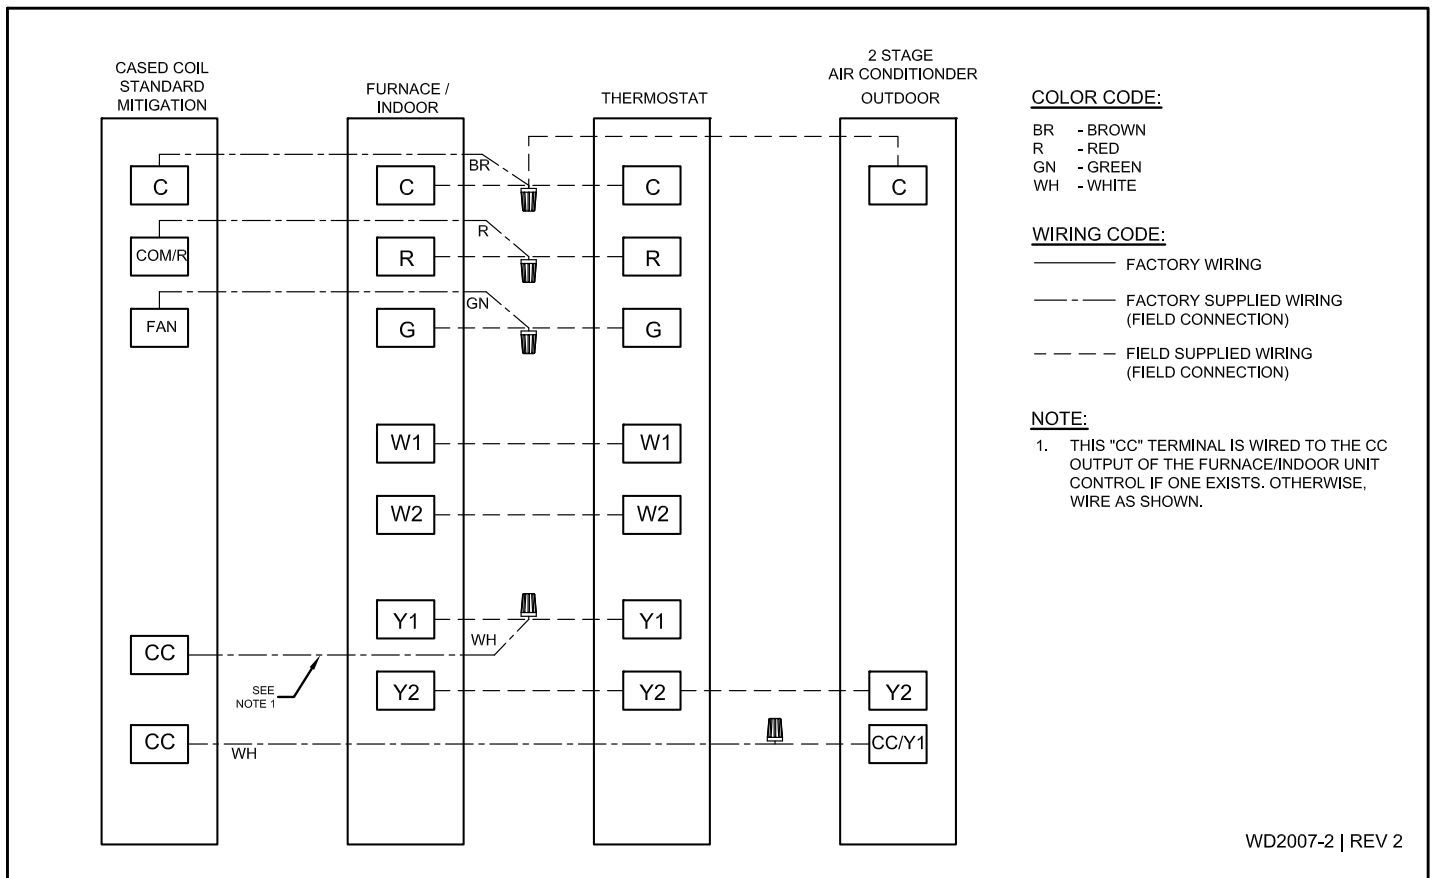 CASED COIL
STANDARD
MITIGATION
FURNACE /
INDOOR
THERMOSTAT
2 STAGE
AIR CONDITIONDER
OUTDOOR
C
COM/R
FAN
CC
CC
C
R
G
W1
W2
Y1
Y2
C
R
G
W1
W2
Y1
Y2
C
Y2
CC/Y1
BR
R
GN
WH
WH
SEE
NOTE 1
COLOR CODE:
BR - BROWN
R - RED
GN - GREEN
WH - WHITE
WIRING CODE:
FACTORY WIRING
FACTORY SUPPLIED WIRING
(FIELD CONNECTION)
FIELD SUPPLIED WIRING
(FIELD CONNECTION)
NOTE:
1. THIS "CC" TERMINAL IS WIRED TO THE CC
OUTPUT OF THE FURNACE/INDOOR UNIT
CONTROL IF ONE EXISTS. OTHERWISE,
WIRE AS SHOWN.
WD2007-2 | REV 2